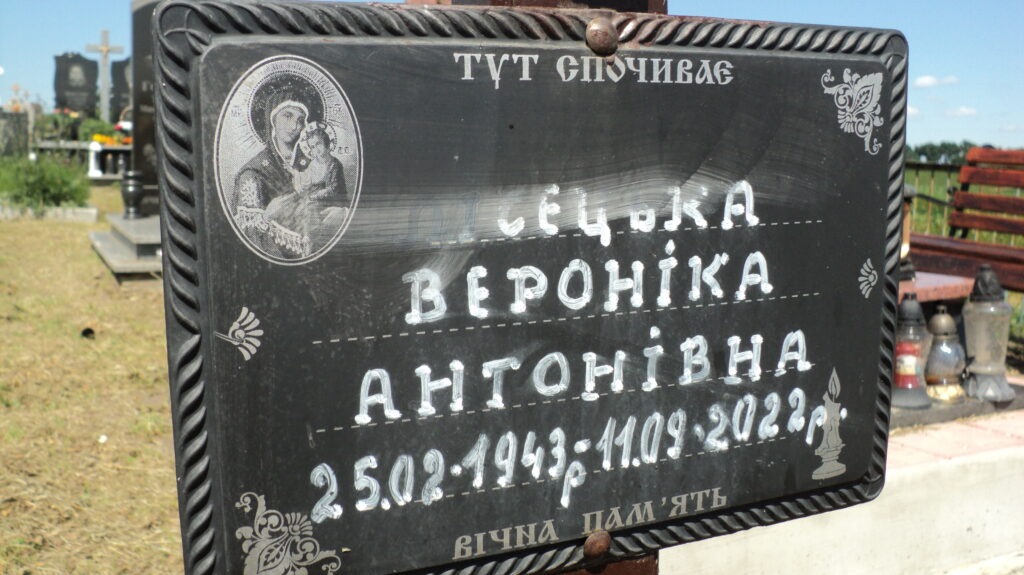 ТУТ СПОЧИВАЄ
ВЕРОНІКА
АНТОНІВНА
25.02.1943р-11.09.2022р.
ВІЧНА ПАМ'ЯТЬ